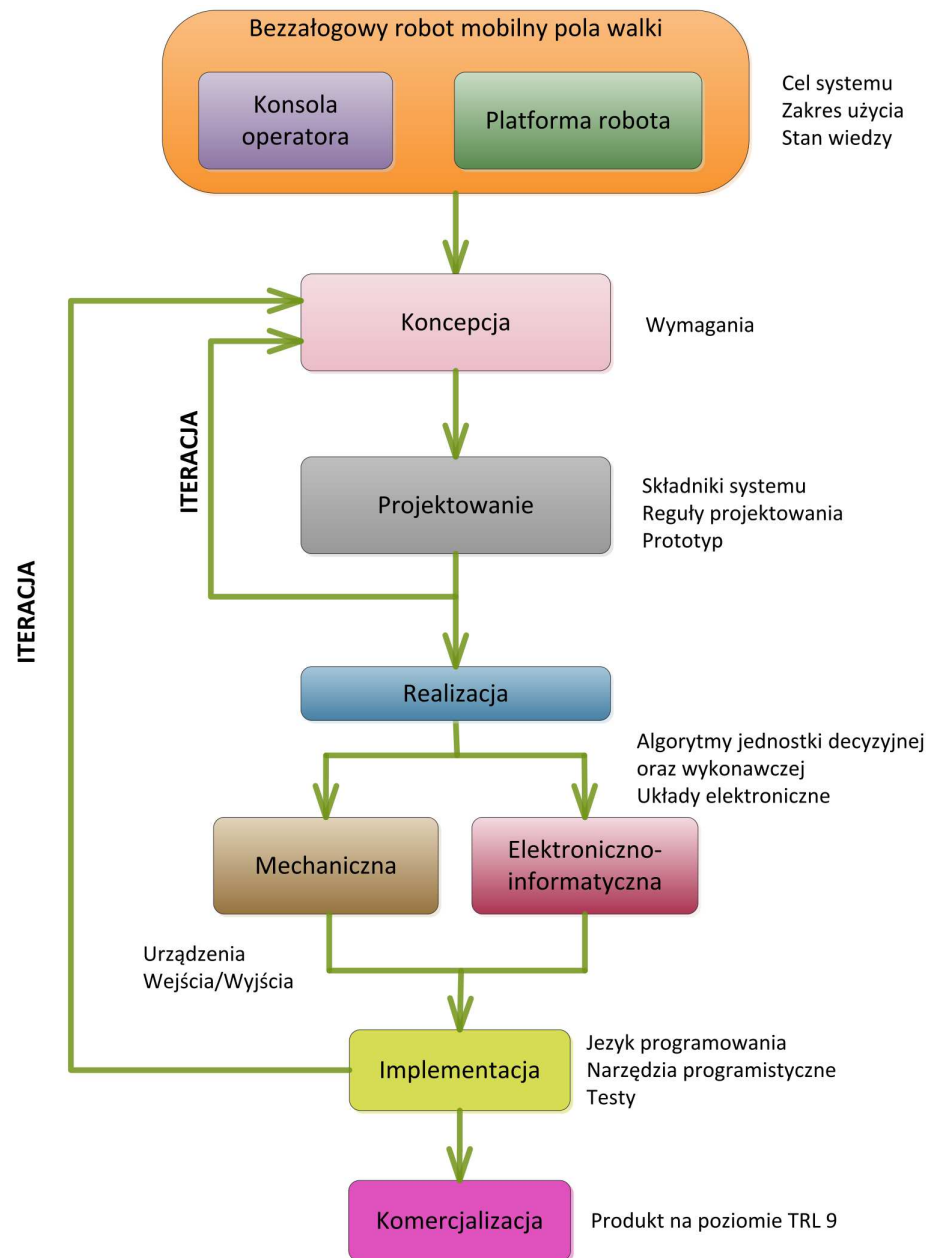 Bezzałogowy robot mobilny pola walki
Konsola
operatora
Platforma robota
Cel systemu
Zakres użycia
Stan wiedzy
Koncepcja
Wymagania
ITERACJA
ITERACJA
Projektowanie
Składniki systemu
Reguły projektowania
Prototyp
Realizacja
Algorytmy jednostki decyzyjnej
oraz wykonawczej
Układy elektroniczne
Mechaniczna
Elektroniczno-
informatyczna
Urządzenia
Wejścia/Wyjścia
Implementacja
Jezyk programowania
Narzędzia programistyczne
Testy
Komercjalizacja
Produkt na poziomie TRL 9